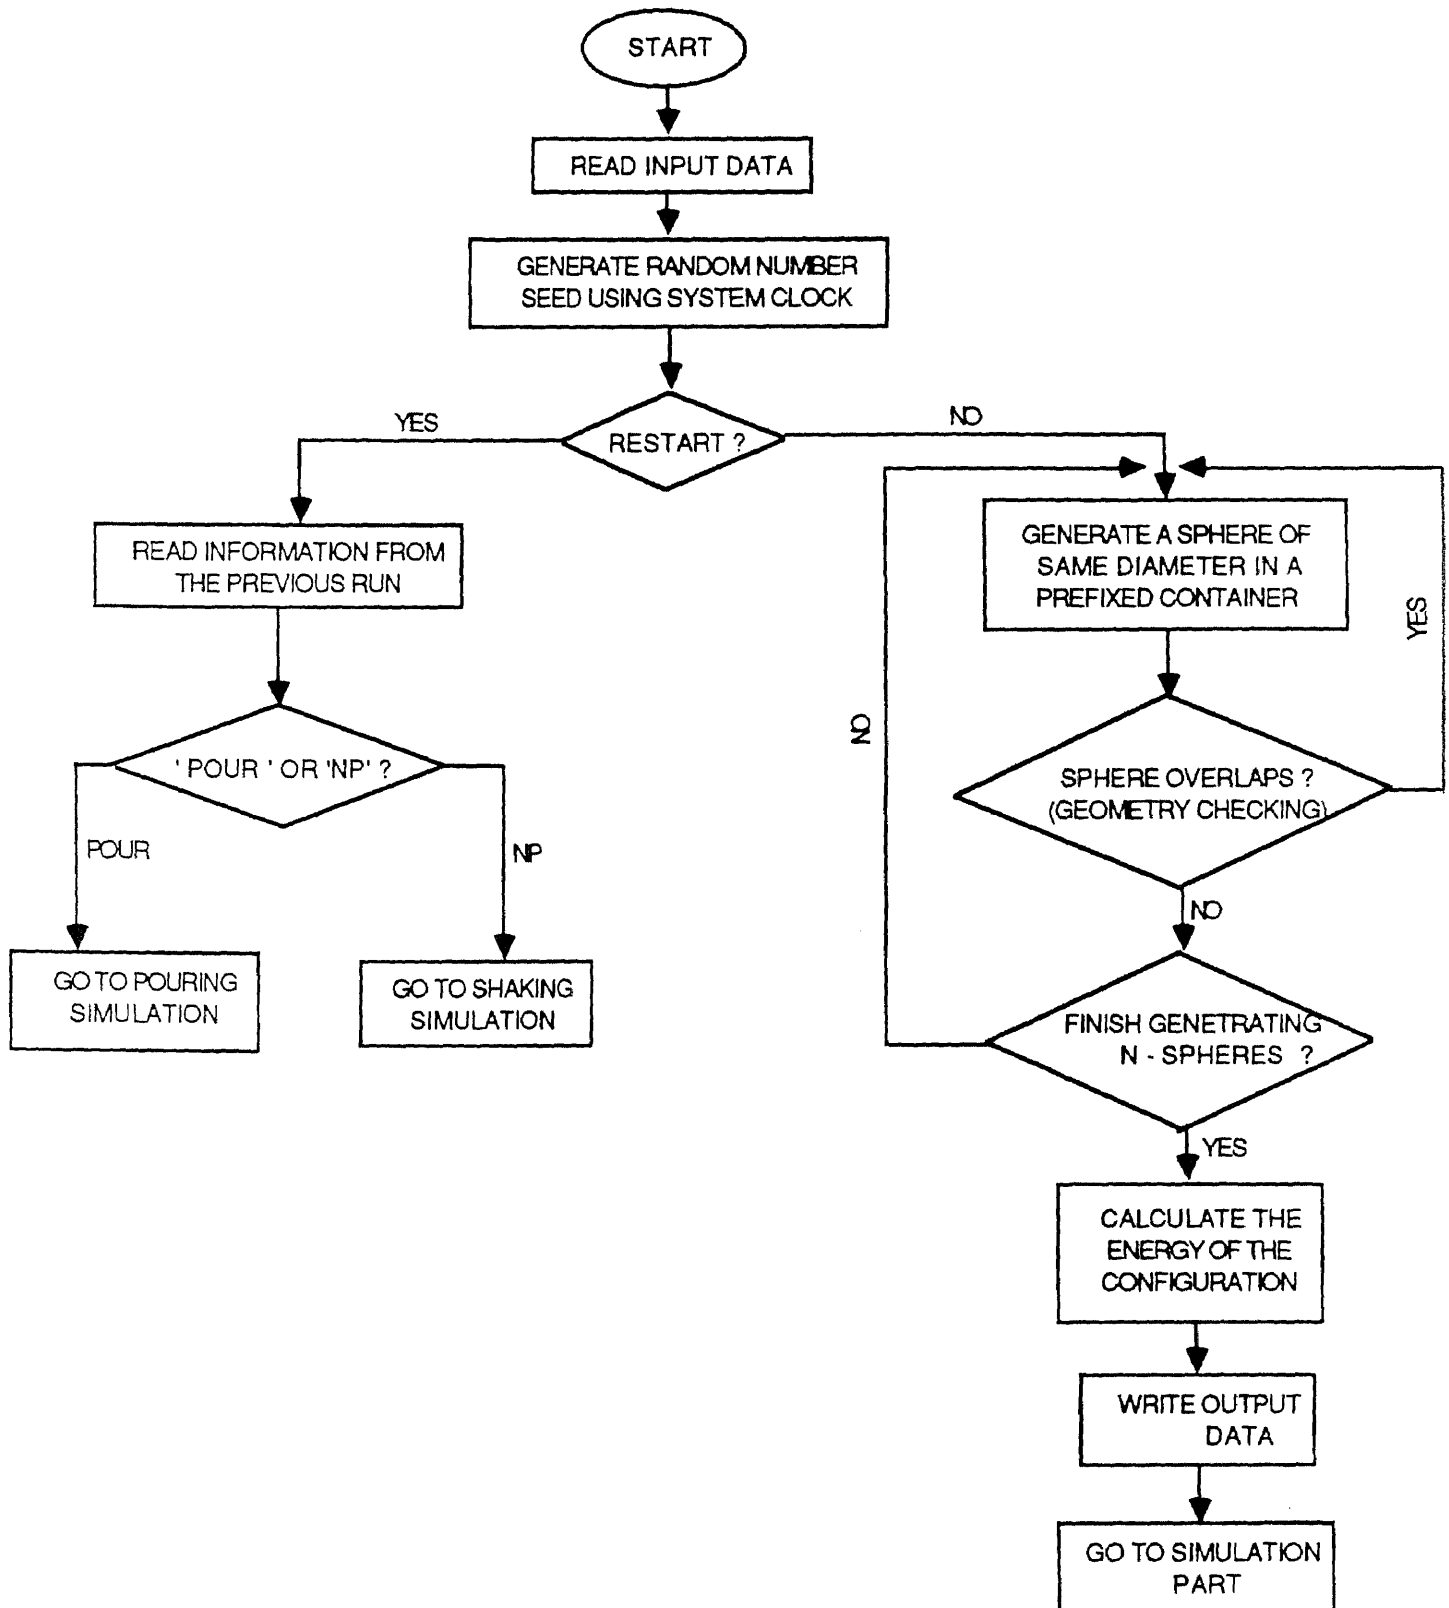 START
READ INPUT DATA
GENERATE RANDOM NUMBER
SEED USING SYSTEM CLOCK
RESTART ?
YES
NO
READ INFORMATION FROM
THE PREVIOUS RUN
' POUR ' OR 'NP' ?
POUR
NP
GO TO POURING
SIMULATION
GO TO SHAKING
SIMULATION
GENERATE A SPHERE OF
SAME DIAMETER IN A
PREFIXED CONTAINER
YES
NO
SPHERE OVERLAPS ?
(GEOMETRY CHECKING)
NO
FINISH GENETRATING
N - SPHERES ?
YES
CALCULATE THE
ENERGY OF THE
CONFIGURATION
WRITE OUTPUT
DATA
GO TO SIMULATION
PART